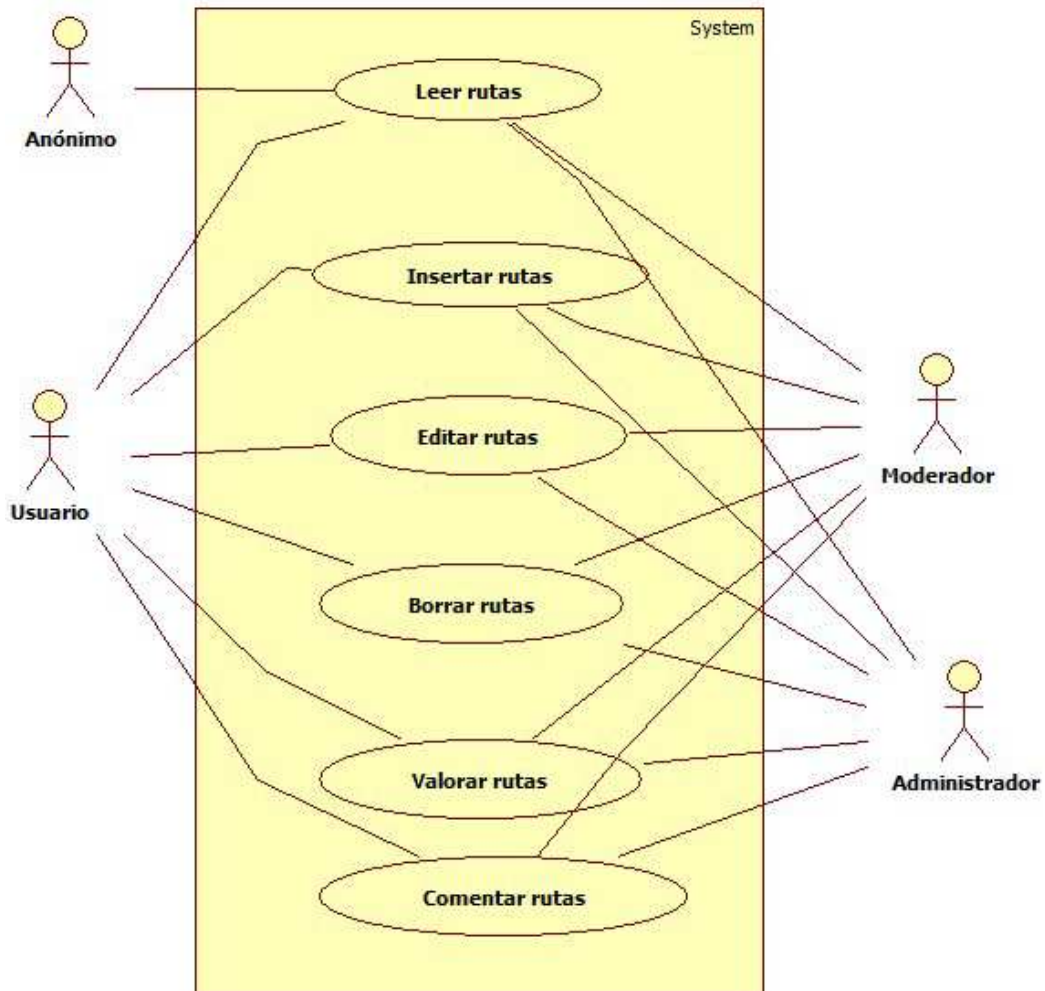 System
Anónimo
Leer rutas
Insertar rutas
Editar rutas
Moderador
Usuario
Borrar rutas
Valorar rutas
Administrador
Comentar rutas